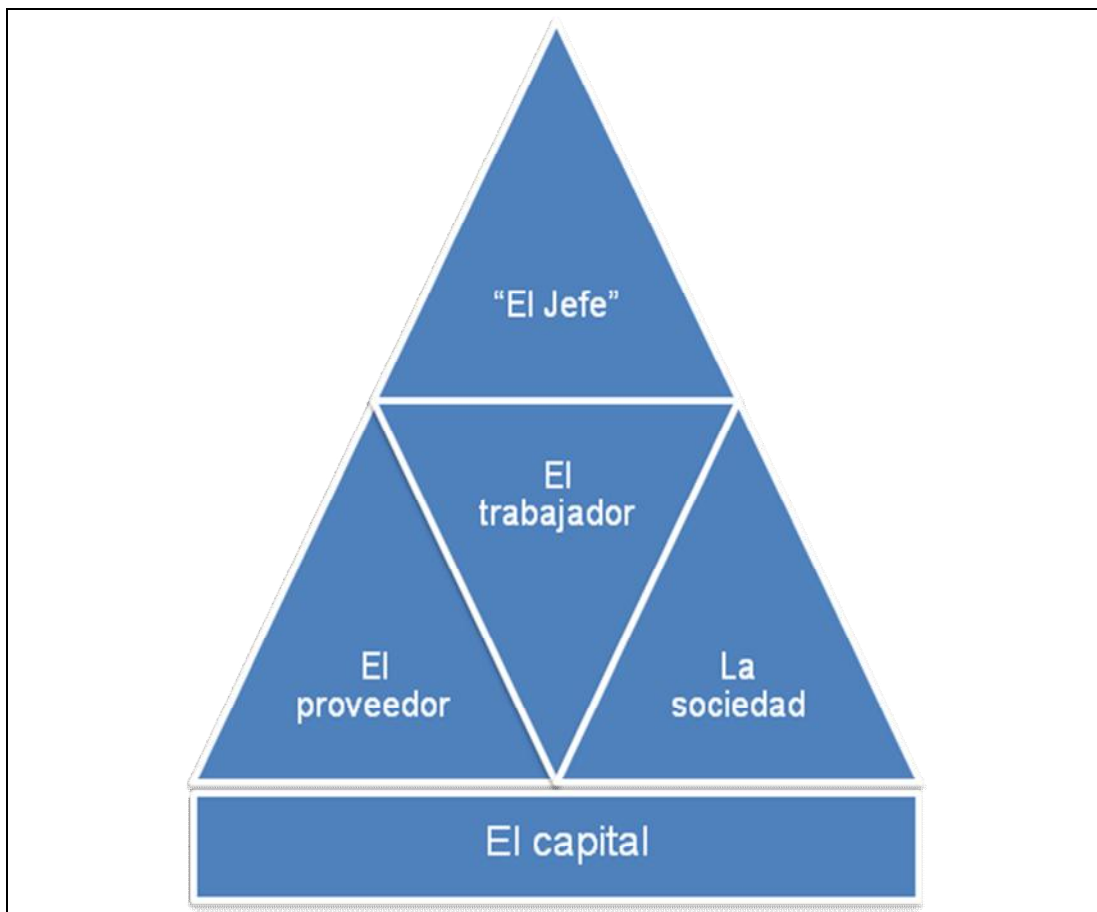 “El Jefe”
El
trabajador
El
proveedor
La
sociedad
El capital